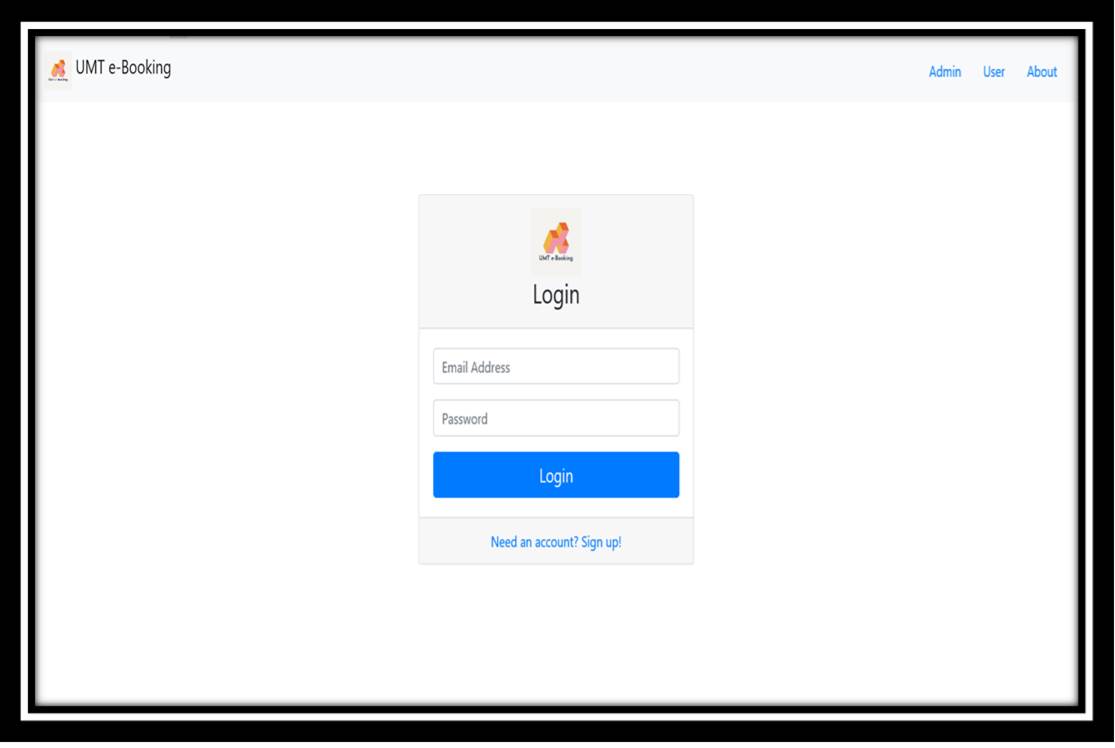 UMT e-Booking
Admin User About
UMT e-Booking
Login
Email Address
Password
Login
Need an account? Sign up!